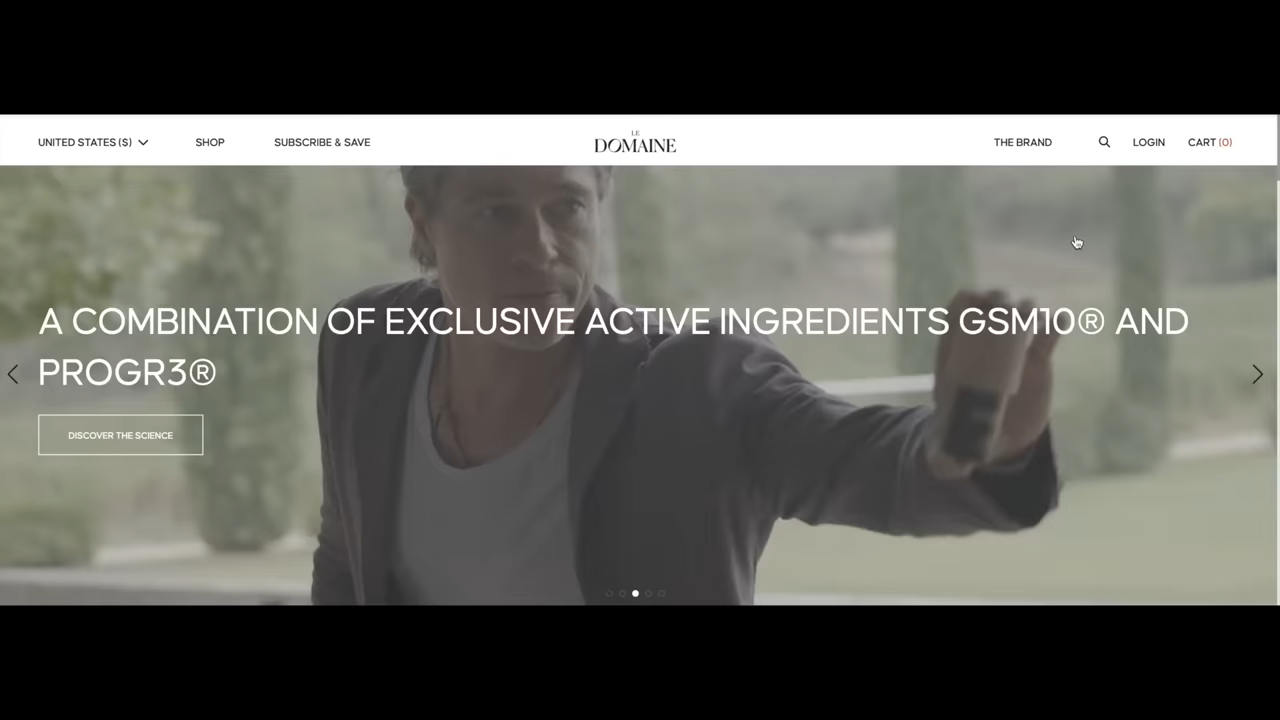 UNITED STATES ($)
SHOP
SUBSCRIBE & SAVE
LE
DOMAINE
THE BRAND
LOGIN
CART (0)
A COMBINATION OF EXCLUSIVE ACTIVE INGREDIENTS GSM10® AND
PROGR3®
DISCOVER THE SCIENCE